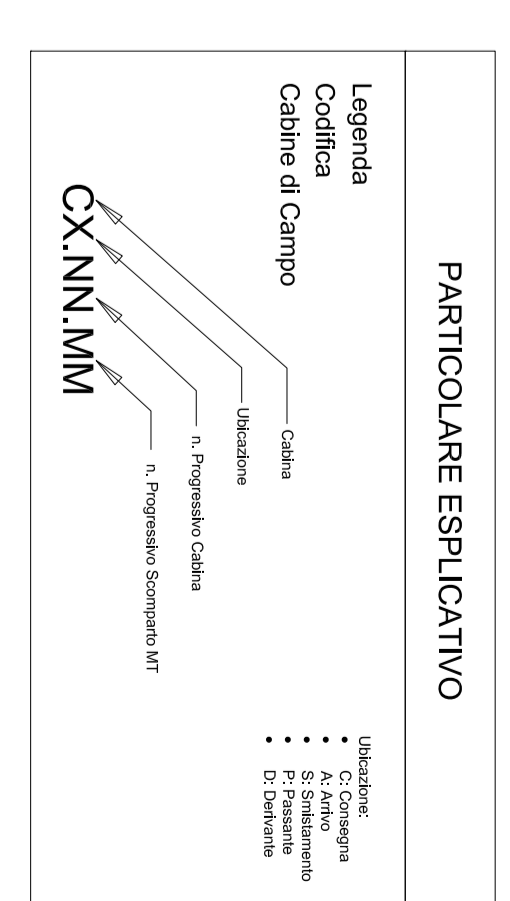 PARTICOLARE ESPLICATIVO
Legenda
Codifica
Cabine di Campo
CX.NN.MM
Cabina
Ubicazione
n. Progressivo Cabina
n. Progressivo Scomparto MT
Ubicazione:
• C: Consegna
• A: Arrivo
• S: Smistamento
• P: Passante
• D: Derivante